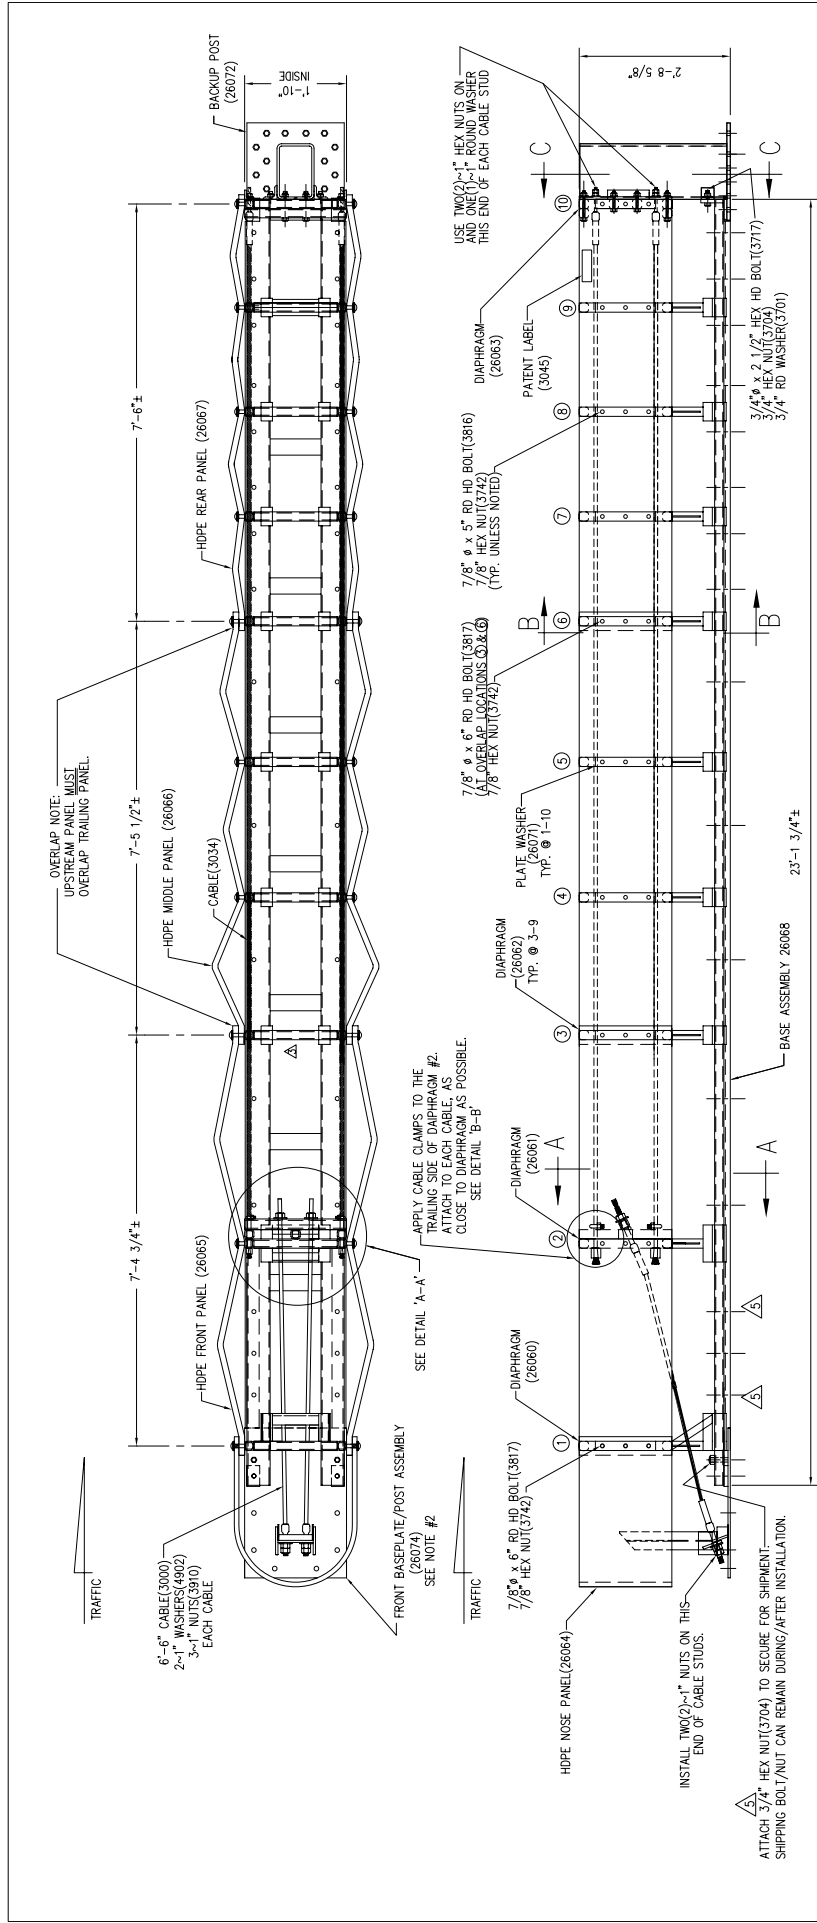 BACKUP POST
(26072)
1'-10"
INSIDE
7'-6"±
HDPE REAR PANEL (26067)
OVERLAP NOTE:
UPSTREAM PANEL MUST
OVERLAP TRAILING PANEL.
7'-5 1/2"±
HDPE MIDDLE PANEL (26066)
CABLE(3034)
7'-4 3/4"±
HDPE FRONT PANEL (26065)
SEE DETAIL 'A-A'
TRAFFIC
6'-6" CABLE(3000)
2~1" WASHERS(4902)
3~1" NUTS(3910)
EACH CABLE
FRONT BASEPLATE/POST ASSEMBLY
(26074)
SEE NOTE #2
TRAFFIC
USE TWO(2)~1" HEX NUTS ON
AND ONE(1)~1" ROUND WASHER
THIS END OF EACH CABLE STUD
2'-8 5/8"
C
C
10
DIAPHRAGM
(26063)
PATENT LABEL
(3045)
9
3/4"ø x 2 1/2" HEX HD BOLT(3717)
3/4" HEX NUT(3704)
3/4" RD WASHER(3701)
8
7/8" ø x 5" RD HD BOLT(3816)
7/8" HEX NUT(3742)
(TYP. UNLESS NOTED)
7
B
B
6
7/8" ø x 6" RD HD BOLT(3817)
(AT OVERLAP LOCATIONS 3 & 6)
7/8" HEX NUT(3742)
5
PLATE WASHER
(26071)
TYP. @ 1-10
4
DIAPHRAGM
(26062)
TYP. @ 3-9
3
23'-1 3/4"±
BASE ASSEMBLY 26068
APPLY CABLE CLAMPS TO THE
TRAILING SIDE OF DAIPHRAGM #2.
ATTACH TO EACH CABLE, AS
CLOSE TO DIAPHRAGM AS POSSIBLE.
SEE DETAIL 'B-B'
A
A
DIAPHRAGM
(26061)
2
5
5
DIAPHRAGM
(26060)
1
7/8"ø x 6" RD HD BOLT(3817)
7/8" HEX NUT(3742)
HDPE NOSE PANEL(26064)
INSTALL TWO(2)~1" NUTS ON THIS
END OF CABLE STUDS.
5
ATTACH 3/4" HEX NUT(3704) TO SECURE FOR SHIPMENT.
SHIPPING BOLT/NUT CAN REMAIN DURING/AFTER INSTALLATION.